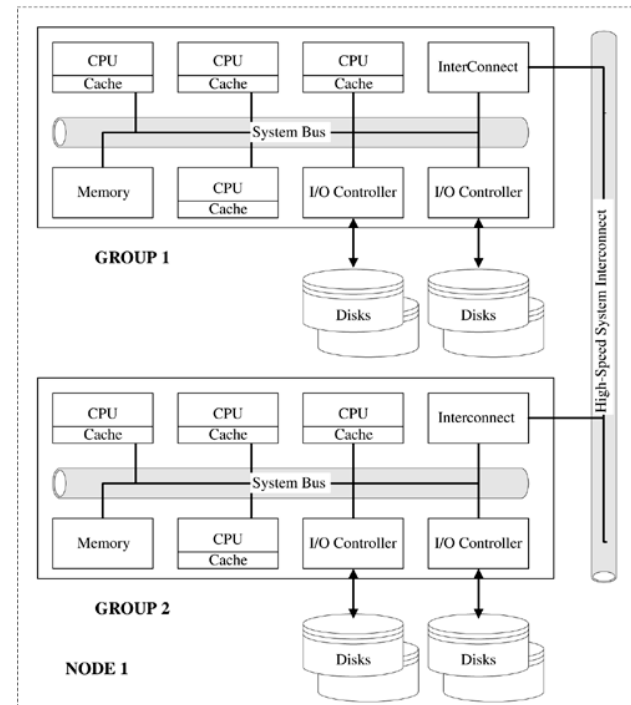 CPU
Cache
CPU
Cache
CPU
Cache
InterConnect
System Bus
Memory
CPU
Cache
I/O Controller
I/O Controller
GROUP 1
Disks
Disks
High-Speed System Interconnect
CPU
Cache
CPU
Cache
CPU
Cache
Interconnect
System Bus
Memory
CPU
Cache
I/O Controller
I/O Controller
GROUP 2
Disks
Disks
NODE 1